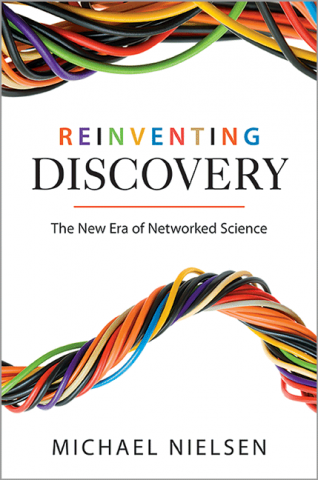 REINVENTING
DISCOVERY
The New Era of Networked Science
MICHAEL NIELSEN